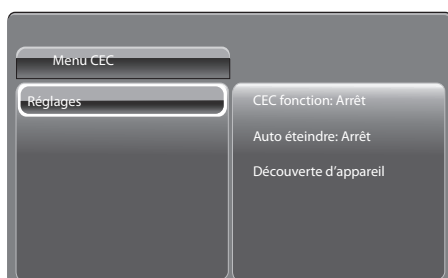 Menu CEC
Réglages
CEC fonction: Arrêt
Auto éteindre: Arrêt
Découverte d’appareil